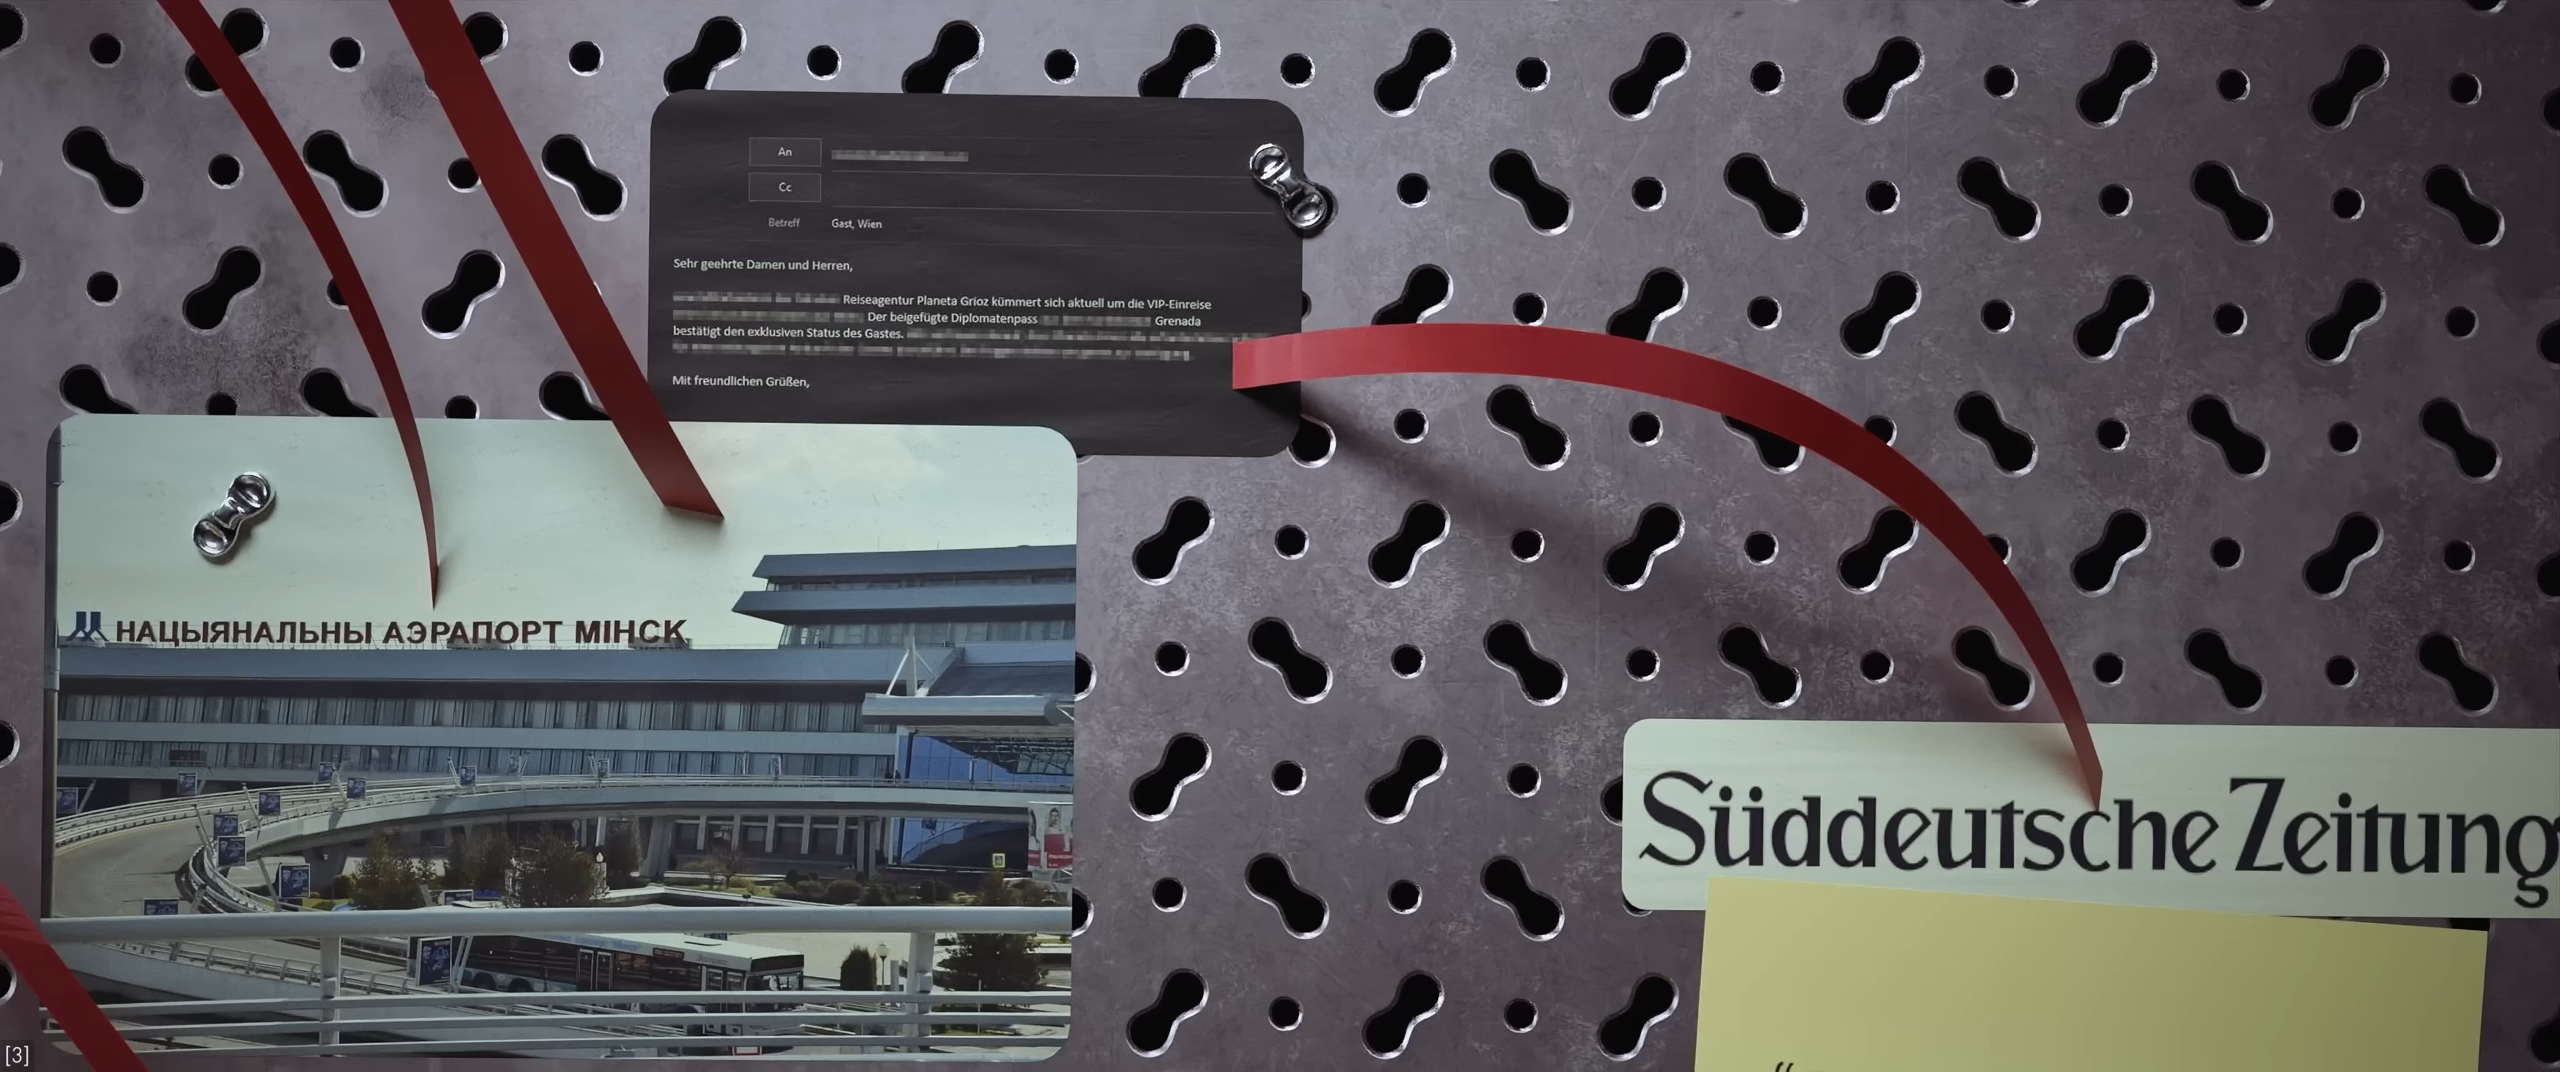 An
Cc
Betreff Gast, Wien
Sehr geehrte Damen und Herren,
Reiseagentur Planeta Grioz kümmert sich aktuell um die VIP-Einreise
Der beigefügte Diplomatenpass Grenada
bestätigt den exklusiven Status des Gastes.
Mit freundlichen Grüßen,
НАЦЫЯНАЛЬНЫ АЭРАПОРТ МІНСК
Süddeutsche Zeitung
“
[3]